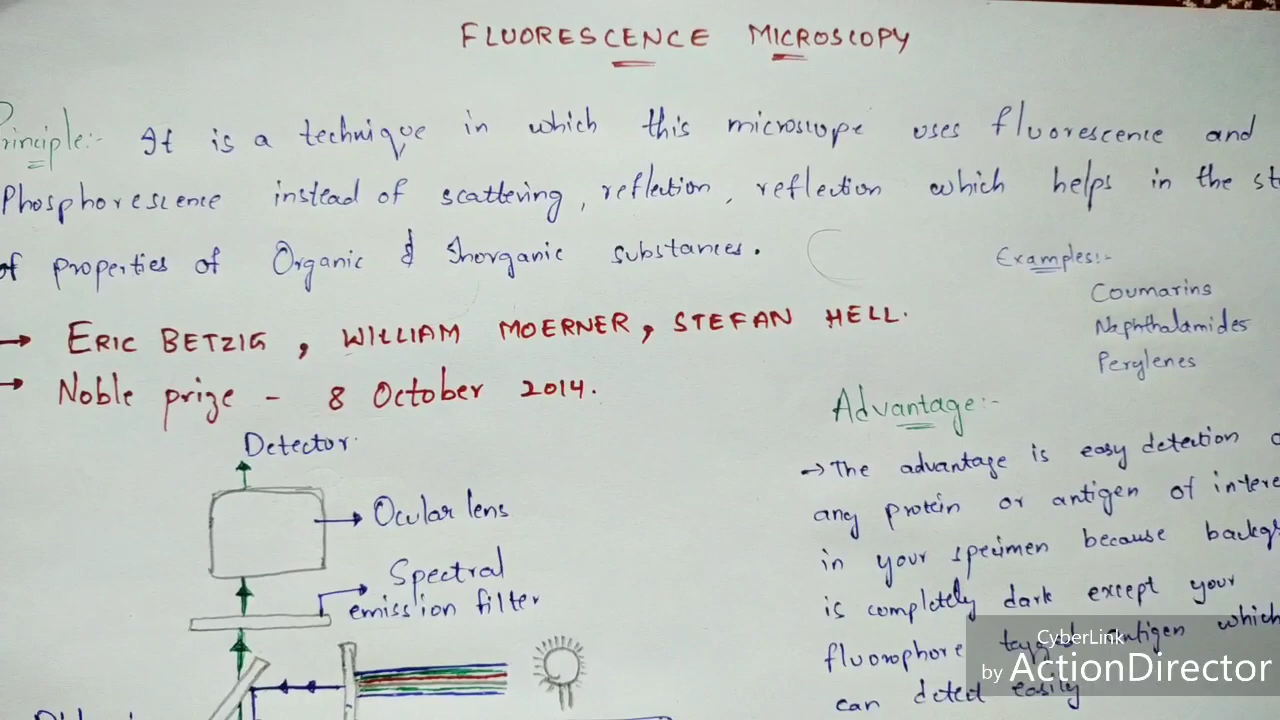 FLUORESCENCE MICROSCOPY
Principle:- It is a technique in which this microscope uses fluorescence and
Phosphorescence instead of scattering, reflection, reflection which helps in the
of properties of Organic & Inorganic substances.
Examples:-
Coumarins
Naphthalamides
Perylenes
→ ERIC BETZIG, WILLIAM MOERNER, STEFAN HELL.
→ Noble prize - 8 October 2014.
Advantage:-
→ The advantage is easy detection
any protein or antigen of
in your specimen because
is completely dark except your
fluorophore tagged antigen which
can detect easily
Detector
Ocular lens
Spectral
emission filter
CyberLink
by ActionDirector